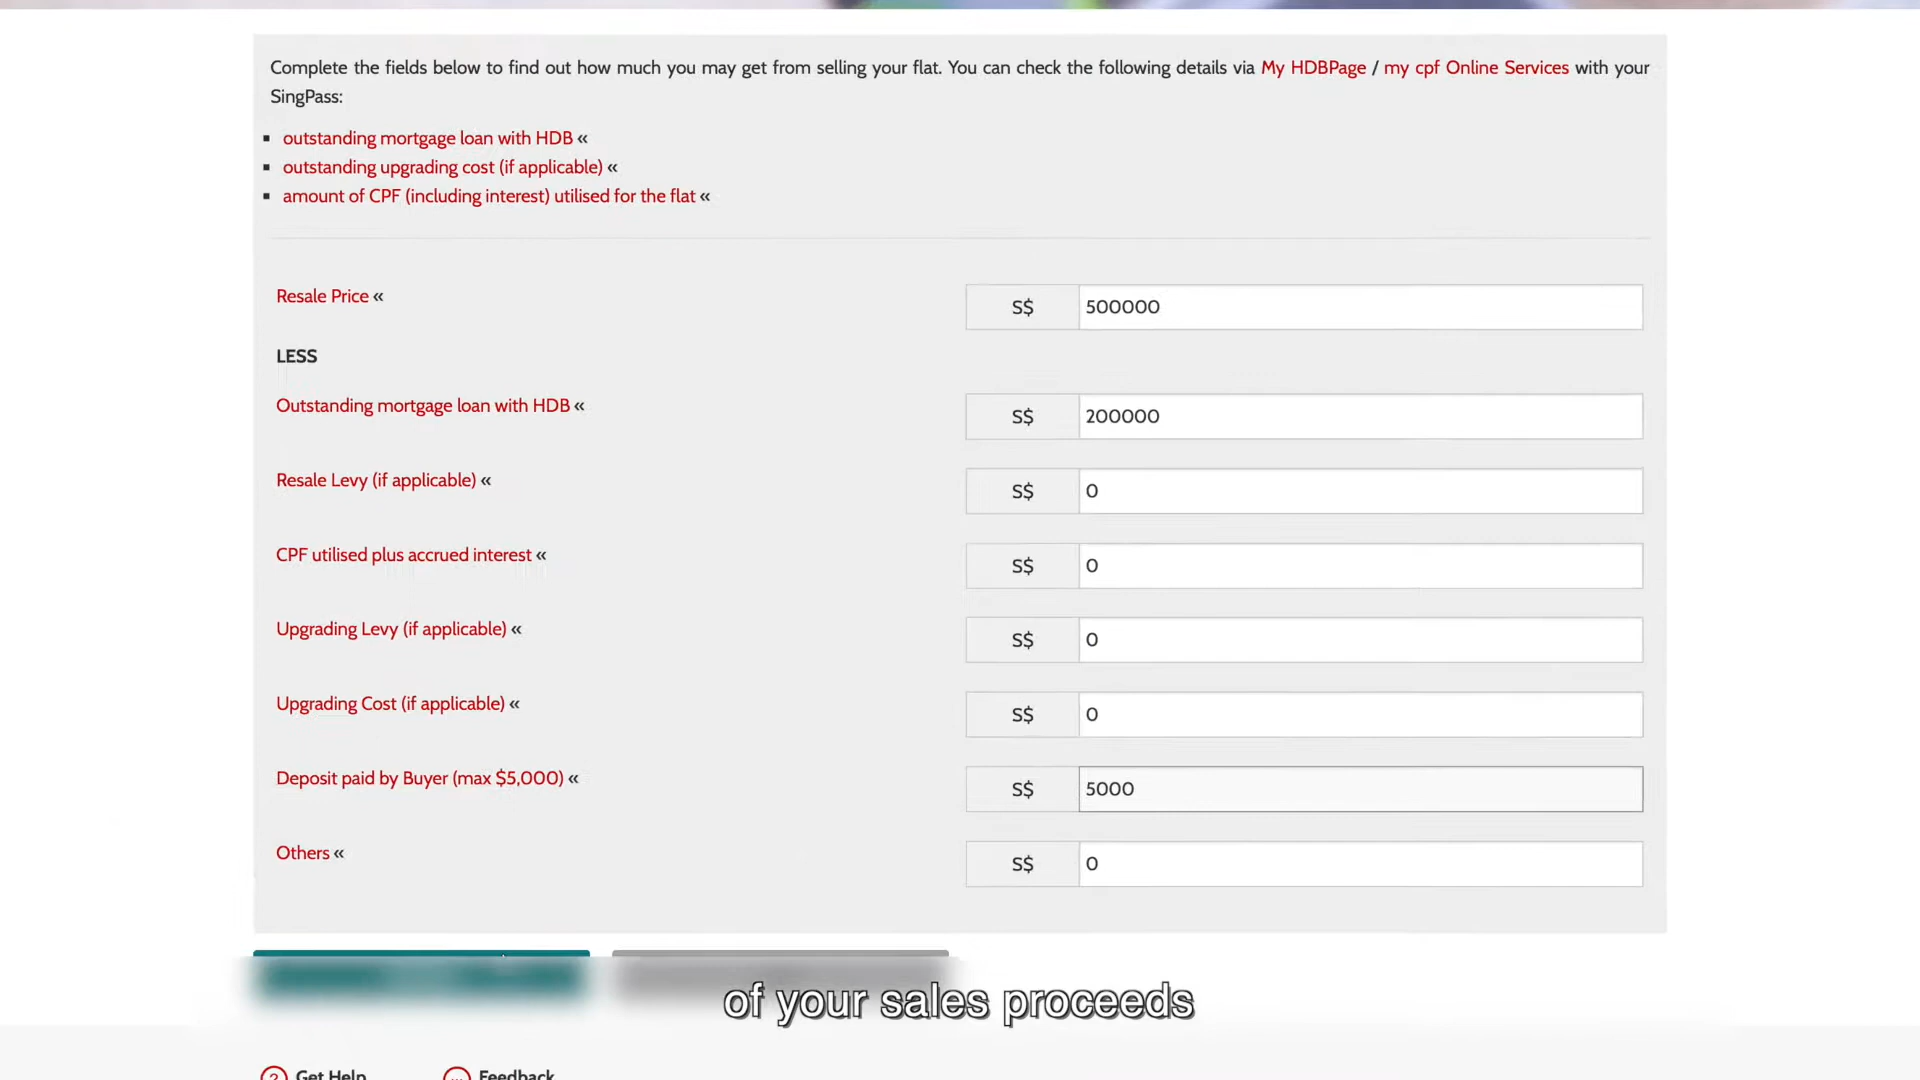 Complete the fields below to find out how much you may get from selling your flat. You can check the following details via My HDBPage / my cpf Online Services with your
SingPass:
outstanding mortgage loan with HDB «
outstanding upgrading cost (if applicable) «
amount of CPF (including interest) utilised for the flat «
Resale Price «
S$ 500000
LESS
Outstanding mortgage loan with HDB «
S$ 200000
Resale Levy (if applicable) «
S$ 0
CPF utilised plus accrued interest «
S$ 0
Upgrading Levy (if applicable) «
S$ 0
Upgrading Cost (if applicable) «
S$ 0
Deposit paid by Buyer (max $5,000) «
S$ 5000
Others «
S$ 0
of your sales proceeds
Get Help
Feedback